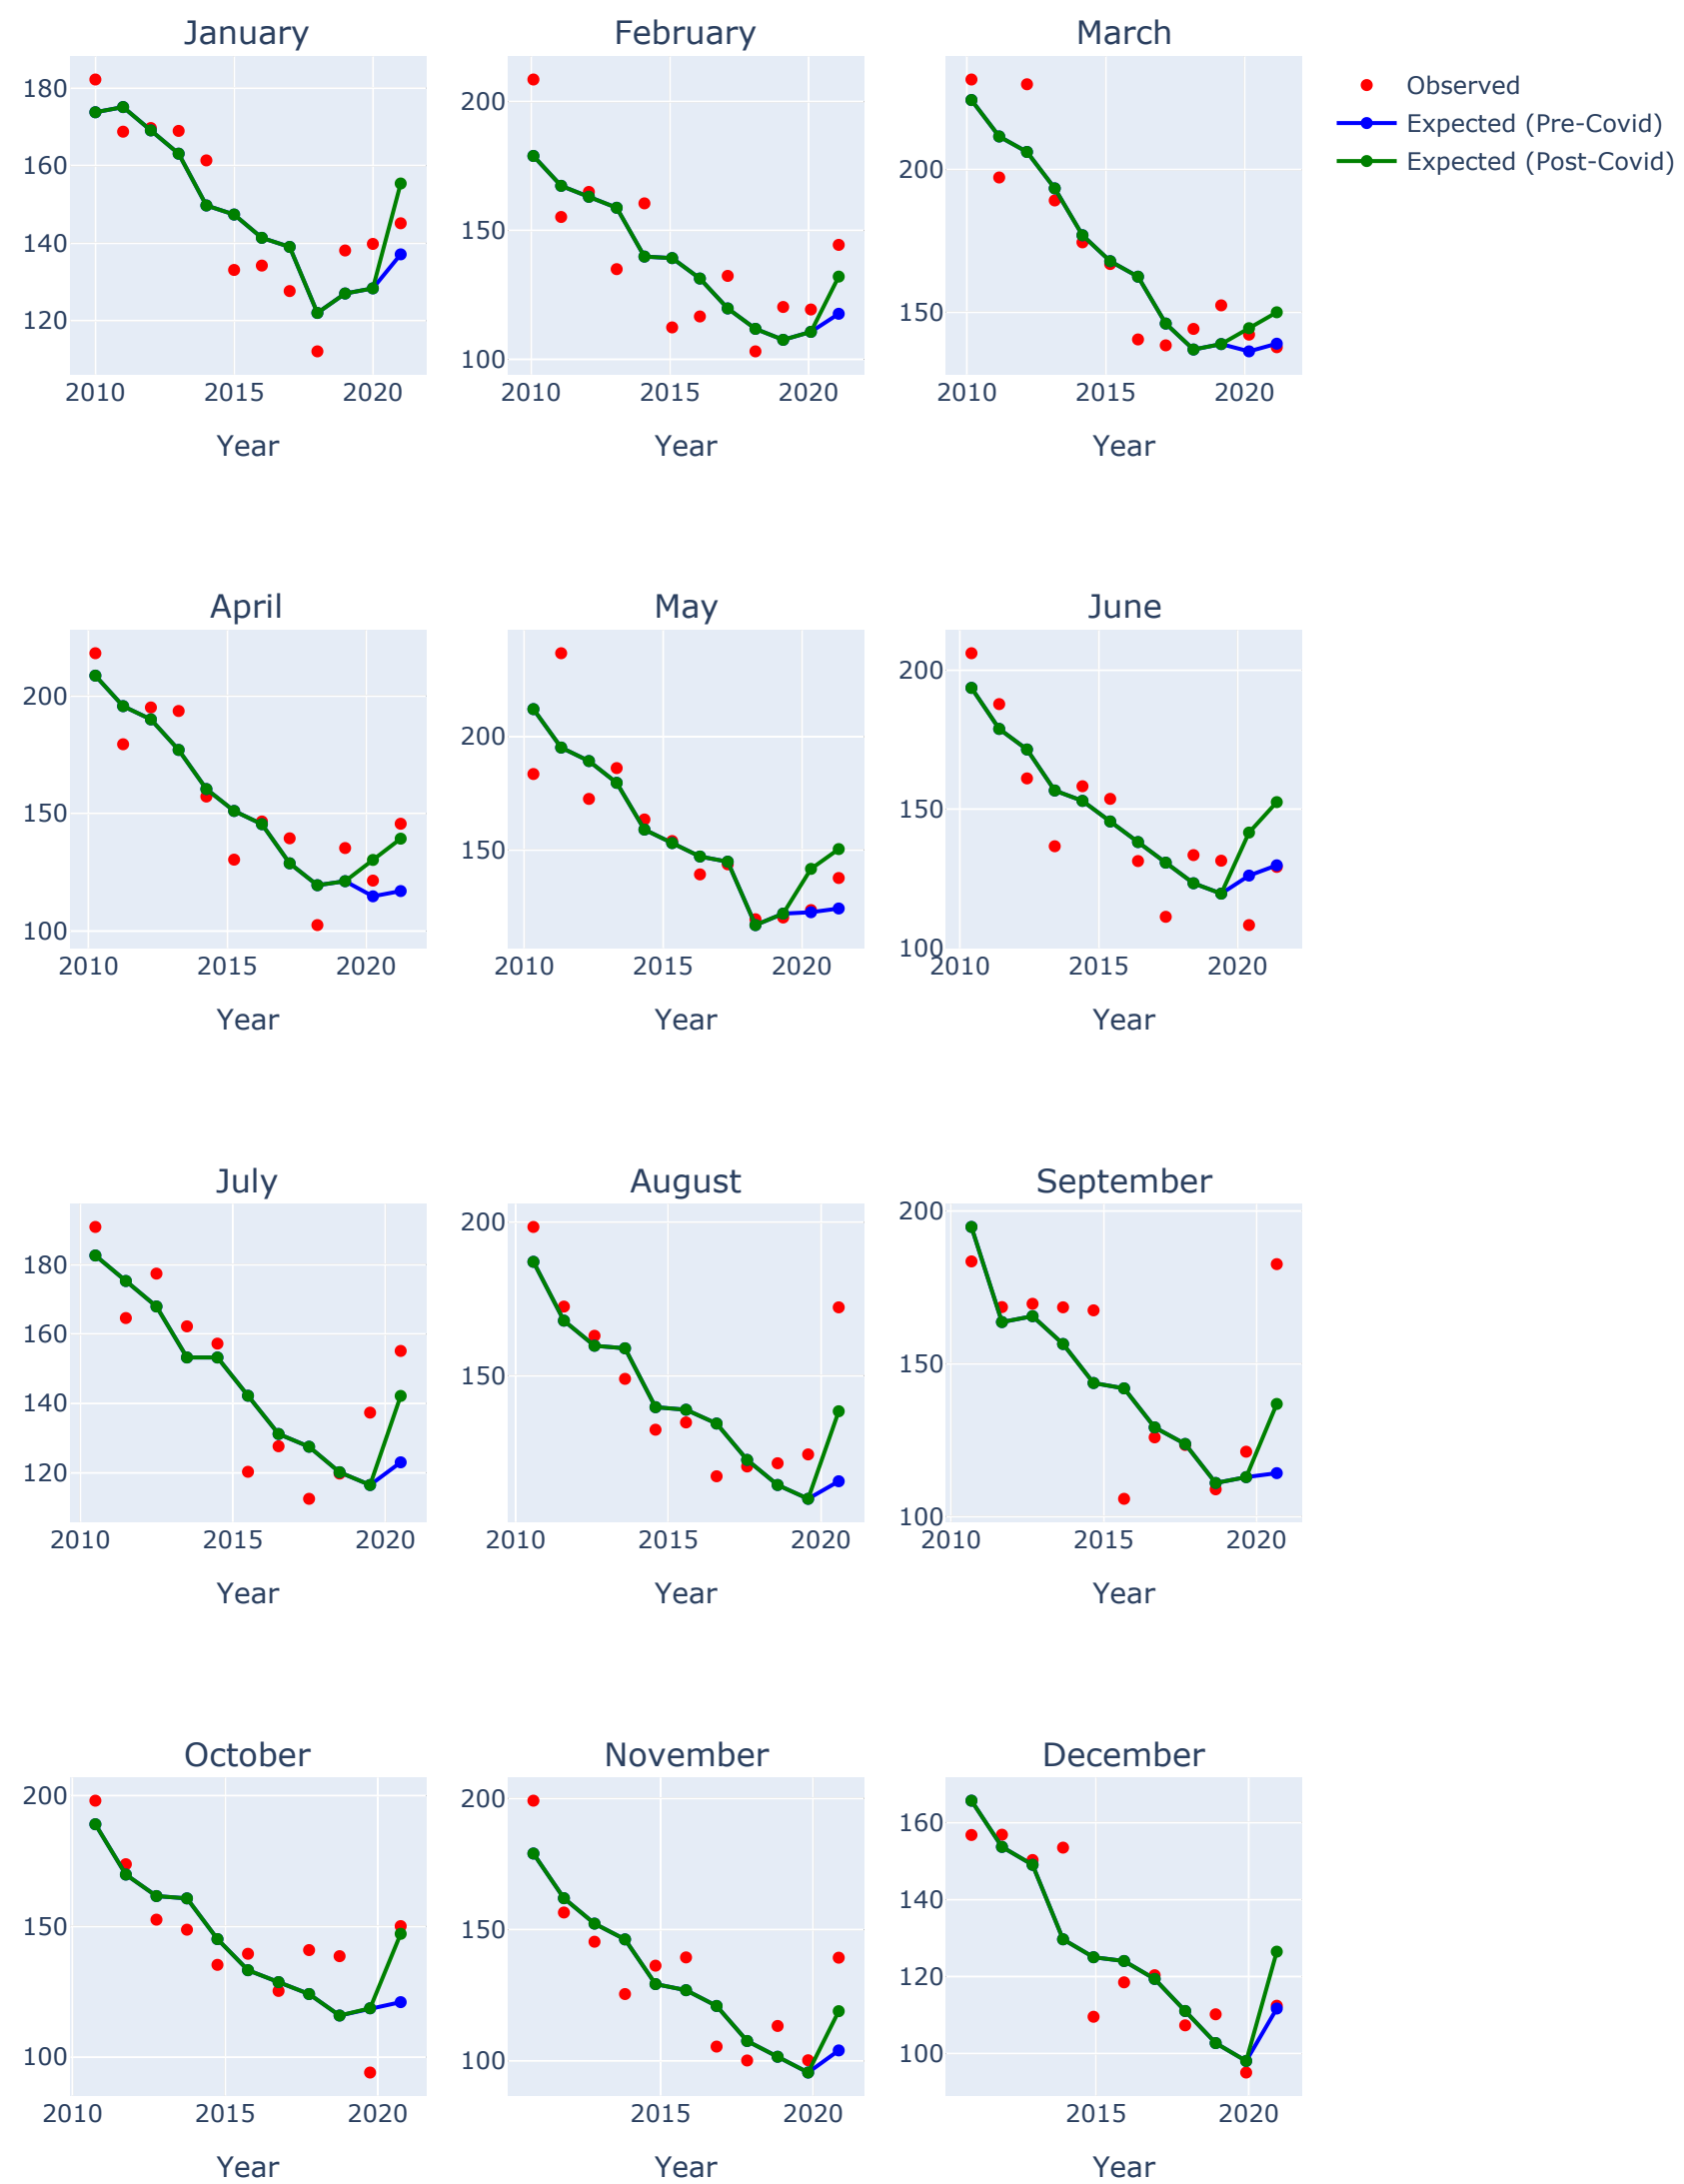 January February March
Observed
Expected (Pre-Covid)
Expected (Post-Covid)
180
160
140
120
2010 2015 2020
Year
200
150
100
2010 2015 2020
Year
200
150
2010 2015 2020
Year
April May June
200
150
100
2010 2015 2020
Year
200
150
2010 2015 2020
Year
200
150
100
2010 2015 2020
Year
July August September
180
160
140
120
2010 2015 2020
Year
200
150
2010 2015 2020
Year
200
150
100
2010 2015 2020
Year
October November December
200
150
100
2010 2015 2020
Year
200
150
100
2015 2020
Year
160
140
120
100
2015 2020
Year